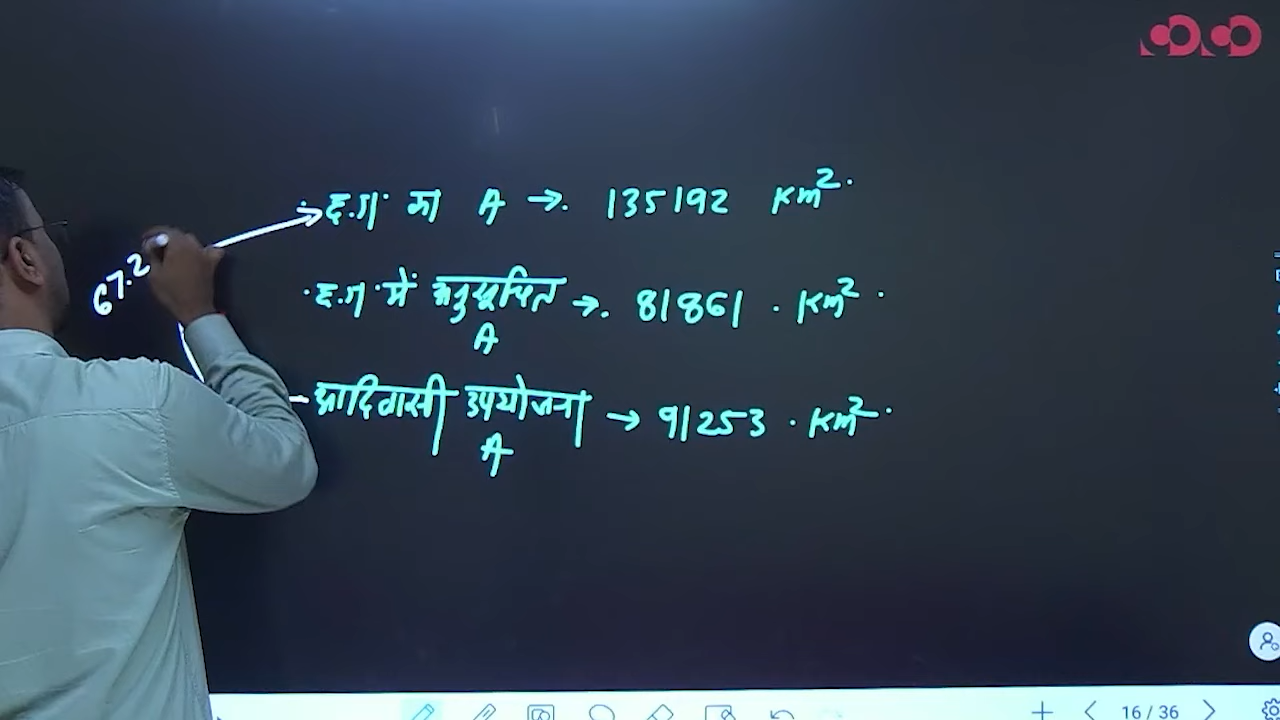 छ.ग. का A → 135192 Km².
छ.ग. में अनुसूचित → 81861 . Km² .
A
67.2
आदिवासी उपयोजना → 91253 . Km² .
A
16 / 36